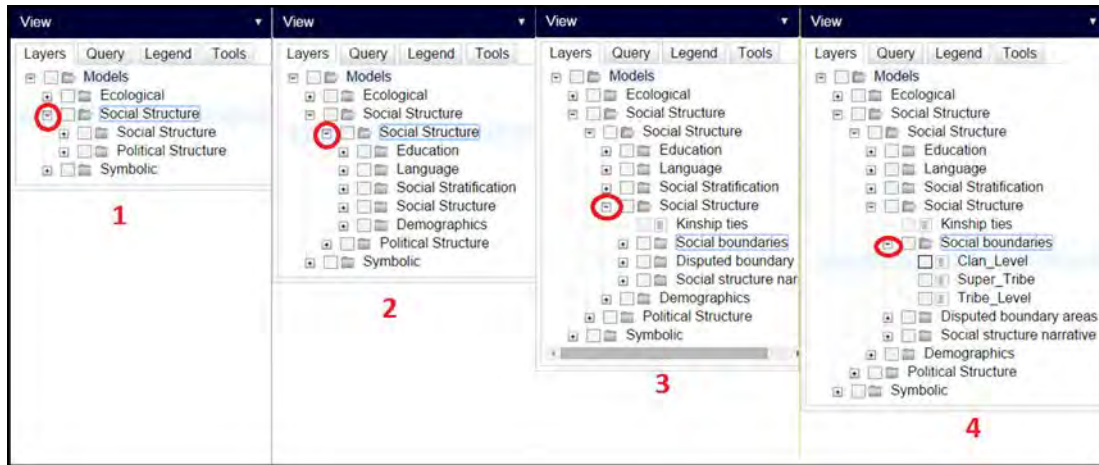 View
Layers Query Legend Tools
Models
Ecological
Social Structure
Social Structure
Political Structure
Symbolic
1
View
Layers Query Legend Tools
Models
Ecological
Social Structure
Social Structure
Education
Language
Social Stratification
Social Structure
Demographics
Political Structure
Symbolic
2
View
Layers Query Legend Tools
Models
Ecological
Social Structure
Social Structure
Education
Language
Social Stratification
Social Structure
Kinship ties
Social boundaries
Disputed boundary
Social structure nar
Demographics
Political Structure
Symbolic
3
View
Layers Query Legend Tools
Models
Ecological
Social Structure
Social Structure
Education
Language
Social Stratification
Social Structure
Kinship ties
Social boundaries
Clan_Level
Super_Tribe
Tribe_Level
Disputed boundary areas
Social structure narrative
Demographics
Political Structure
Symbolic
4